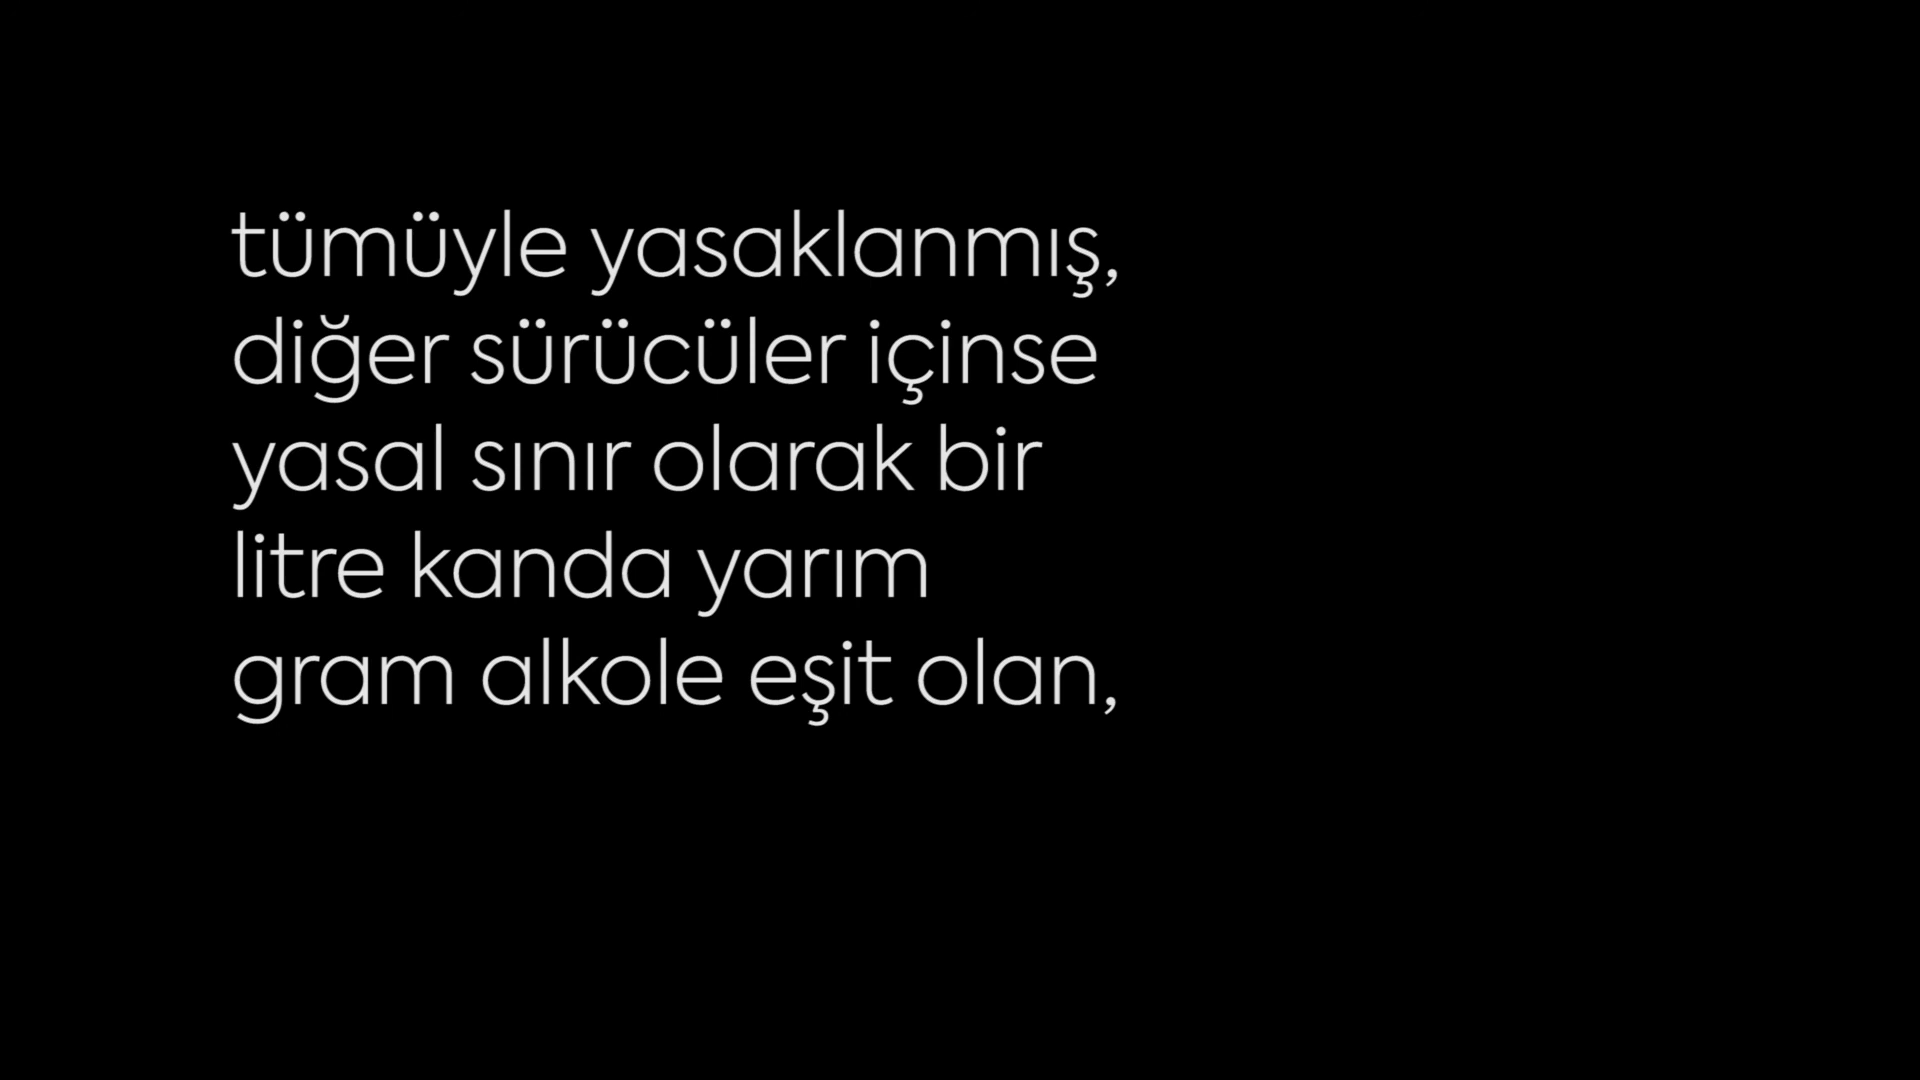 tümüyle yasaklanmış,
diğer sürücüler içinse
yasal sınır olarak bir
litre kanda yarım
gram alkole eşit olan,